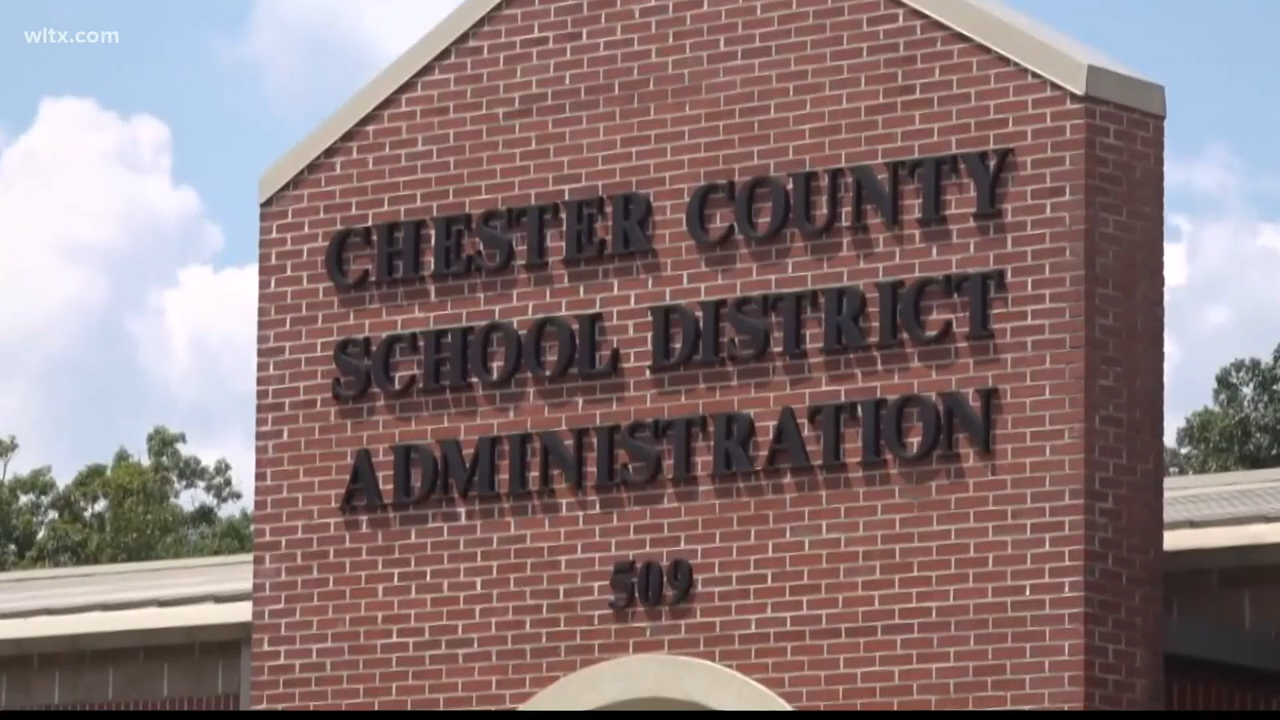 wltx.com
CHESTER COUNTY
SCHOOL DISTRICT
ADMINISTRATION
509